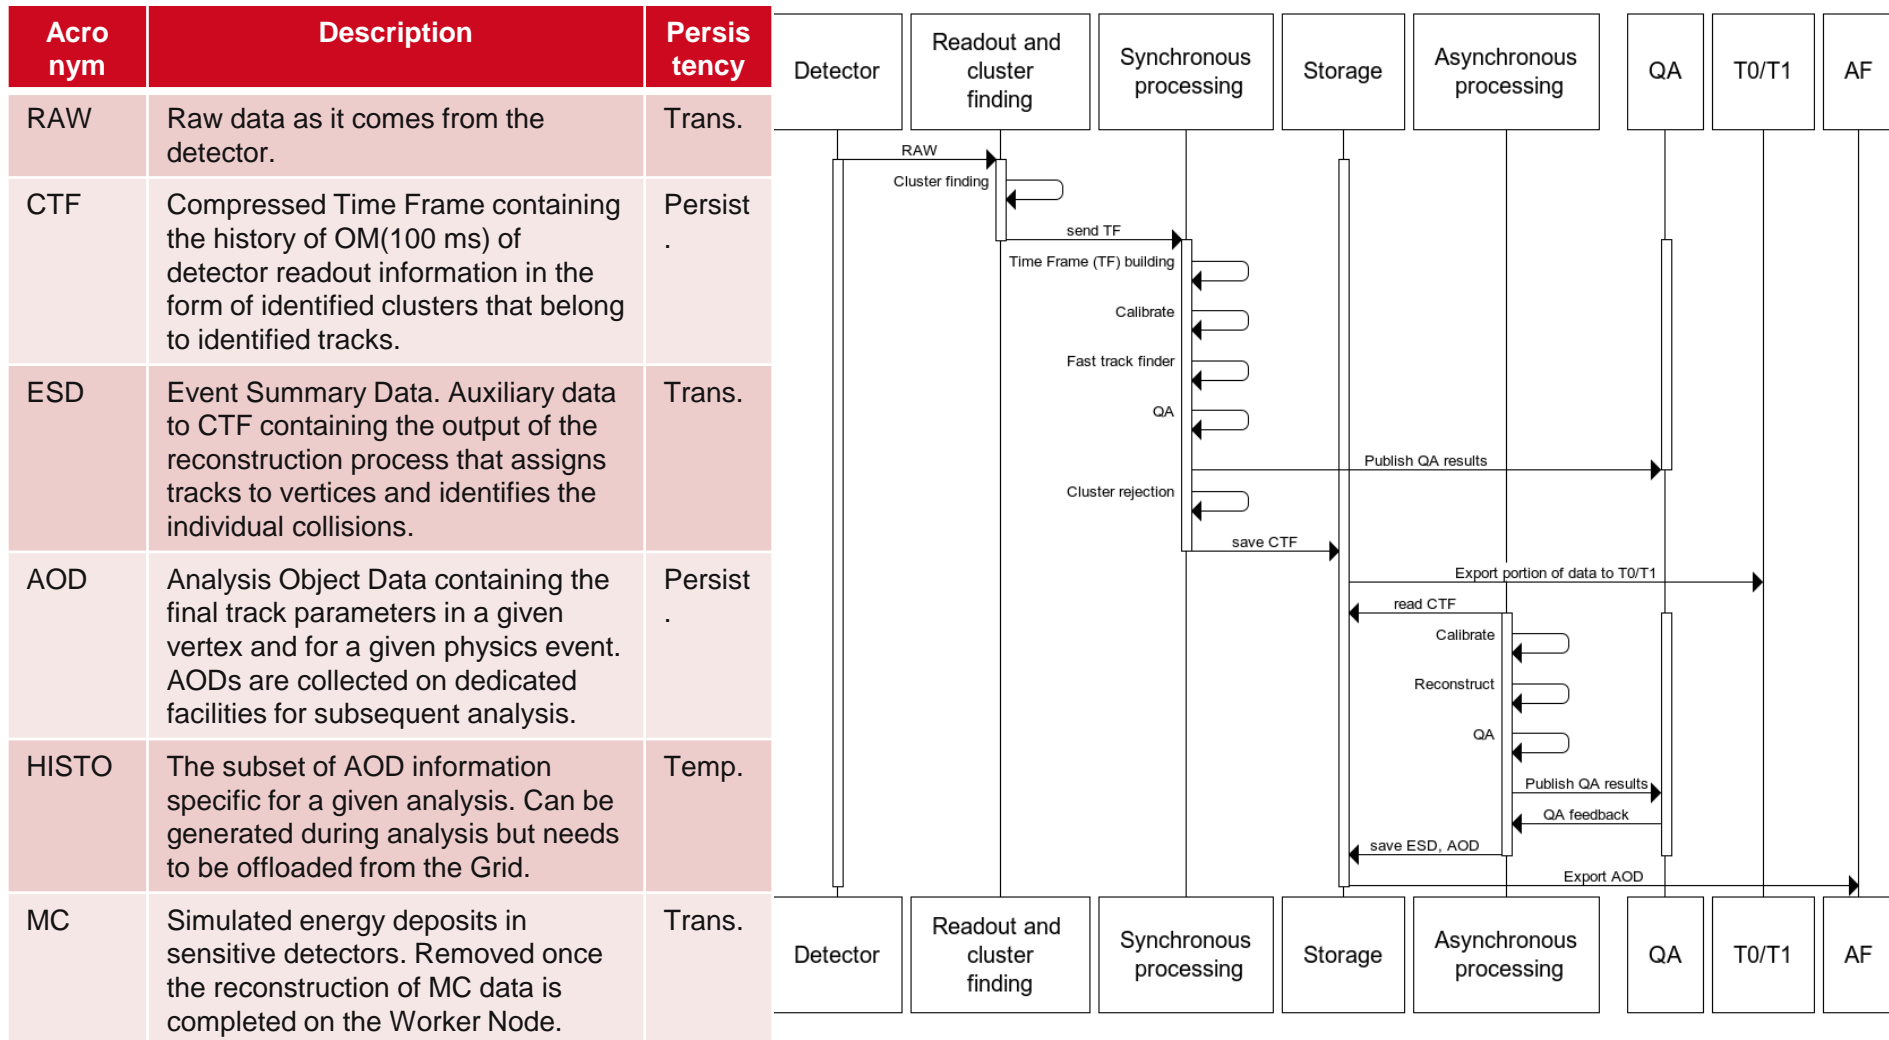 Acro
nym
Description
Persis
tency
RAW
Raw data as it comes from the
detector.
Trans.
CTF
Compressed Time Frame containing
the history of OM(100 ms) of
detector readout information in the
form of identified clusters that belong
to identified tracks.
Persist
.
ESD
Event Summary Data. Auxiliary data
to CTF containing the output of the
reconstruction process that assigns
tracks to vertices and identifies the
individual collisions.
Trans.
AOD
Analysis Object Data containing the
final track parameters in a given
vertex and for a given physics event.
AODs are collected on dedicated
facilities for subsequent analysis.
Persist
.
HISTO
The subset of AOD information
specific for a given analysis. Can be
generated during analysis but needs
to be offloaded from the Grid.
Temp.
MC
Simulated energy deposits in
sensitive detectors. Removed once
the reconstruction of MC data is
completed on the Worker Node.
Trans.
Detector
Readout and
cluster
finding
Synchronous
processing
Storage
Asynchronous
processing
QA
T0/T1
AF
RAW
Cluster finding
send TF
Time Frame (TF) building
Calibrate
Fast track finder
QA
Publish QA results
Cluster rejection
save CTF
Export portion of data to T0/T1
read CTF
Calibrate
Reconstruct
QA
Publish QA results
QA feedback
save ESD, AOD
Export AOD
Detector
Readout and
cluster
finding
Synchronous
processing
Storage
Asynchronous
processing
QA
T0/T1
AF